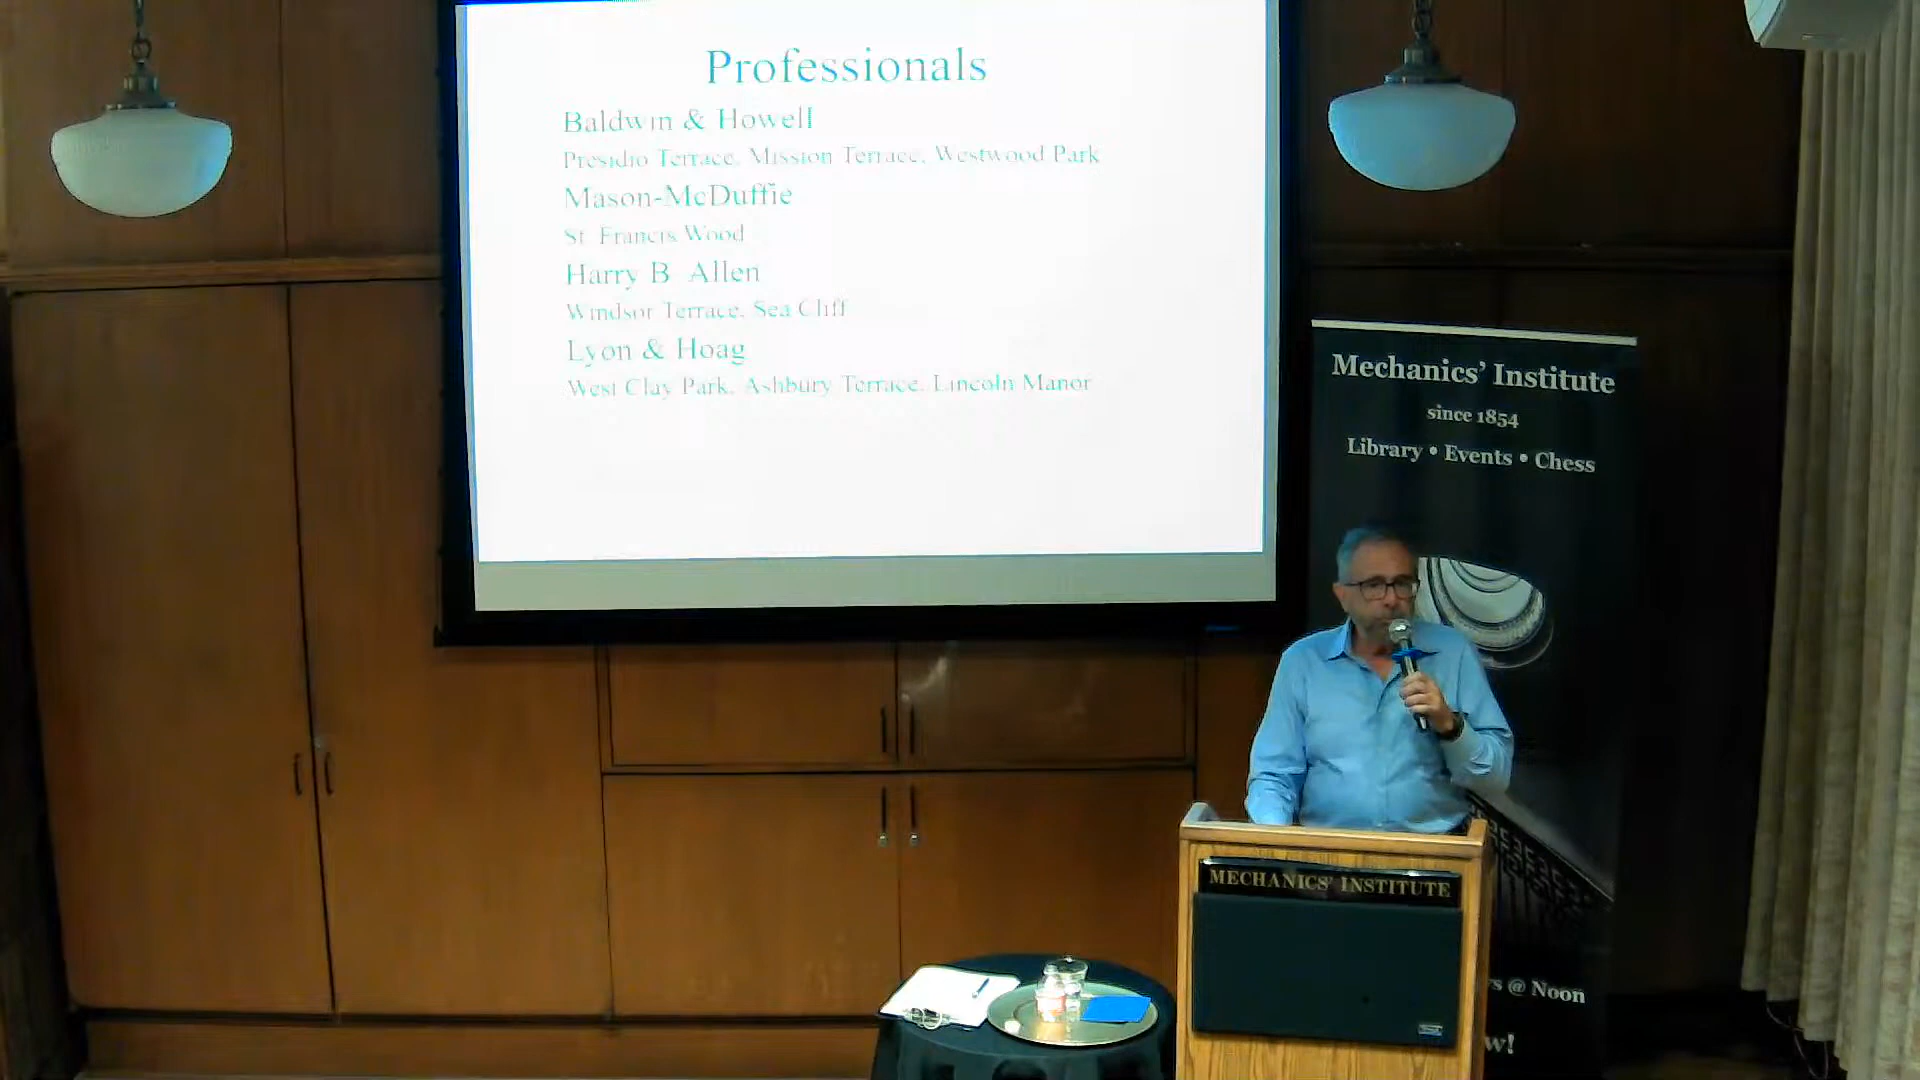 Professionals
Baldwin & Howell
Presidio Terrace, Mission Terrace, Westwood Park
Mason-McDuffie
St. Francis Wood
Harry B. Allen
Windsor Terrace, Sea Cliff
Lyon & Hoag
West Clay Park, Ashbury Terrace, Lincoln Manor
Mechanics' Institute
since 1854
Library • Events • Chess
MECHANICS' INSTITUTE
@ Noon